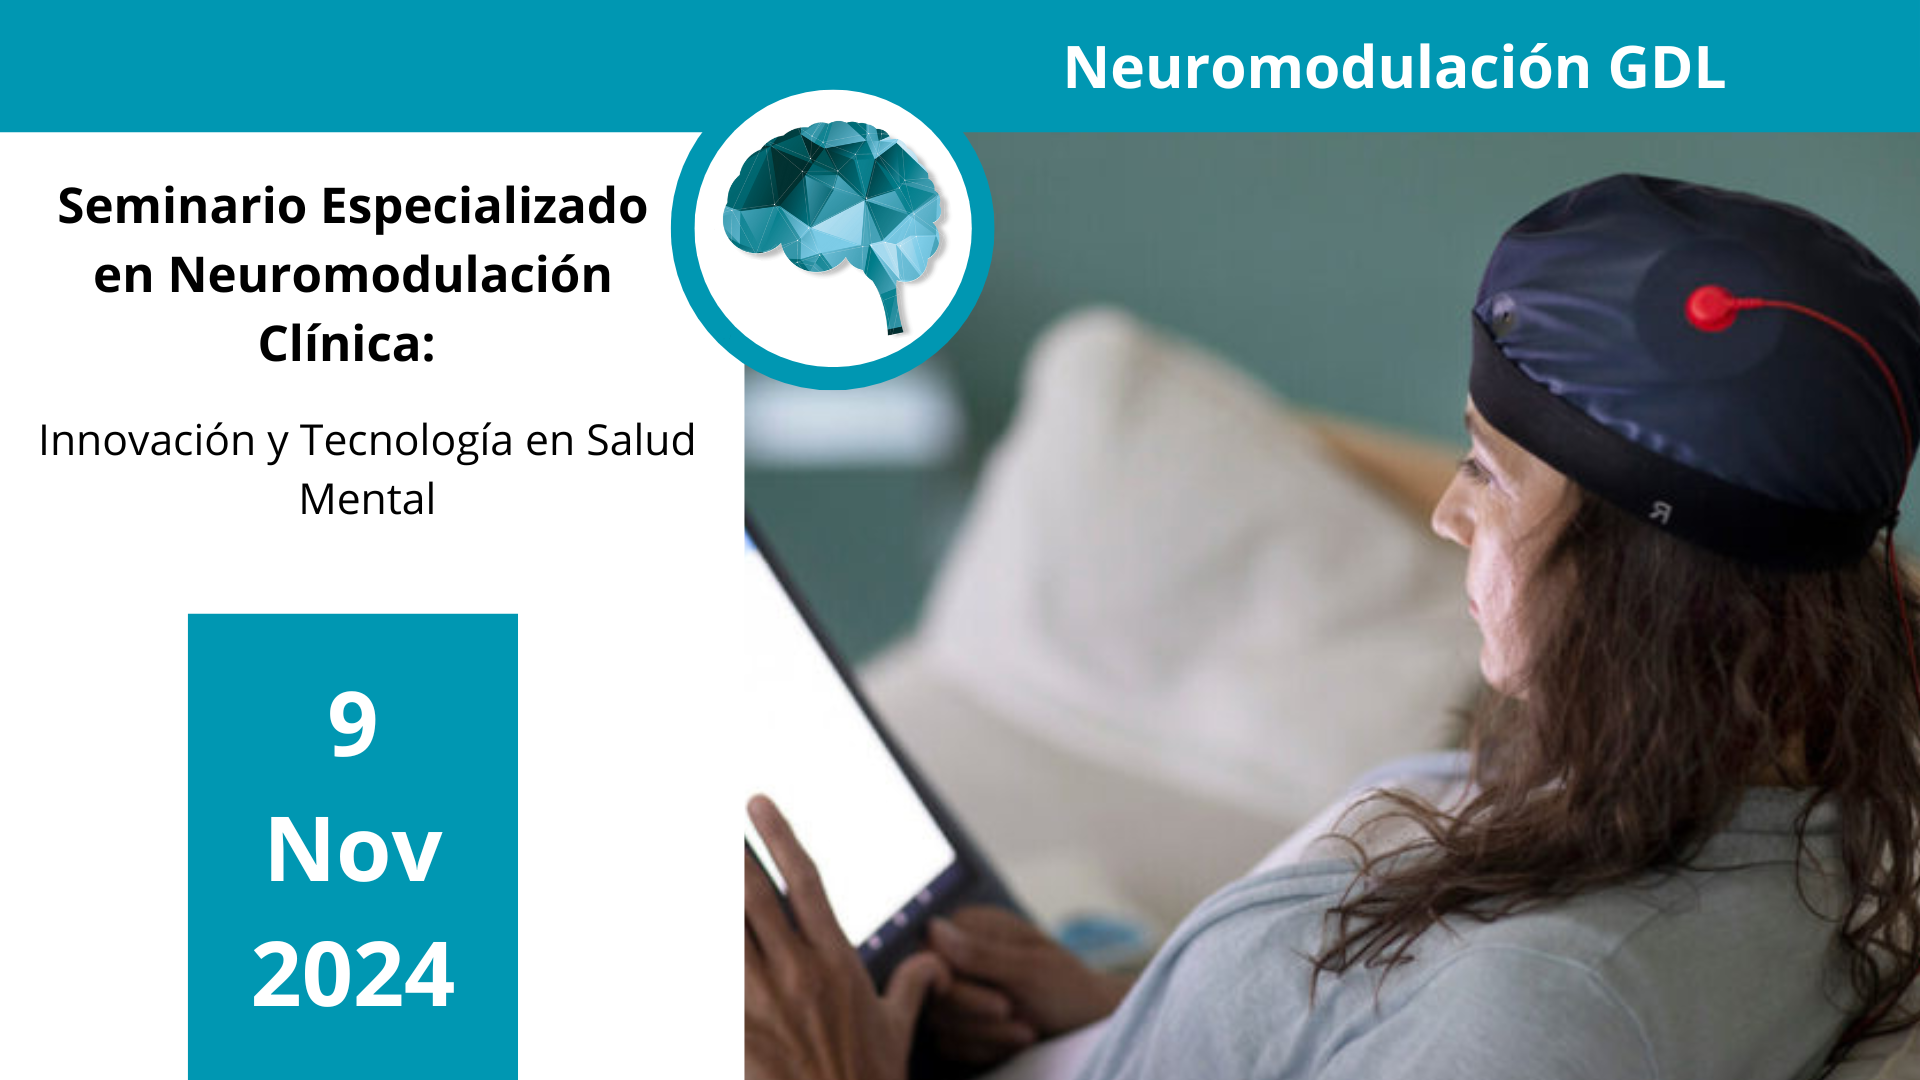 Neuromodulación GDL
Seminario Especializado
en Neuromodulación
Clínica:
Innovación y Tecnología en Salud
Mental
9
Nov
2024